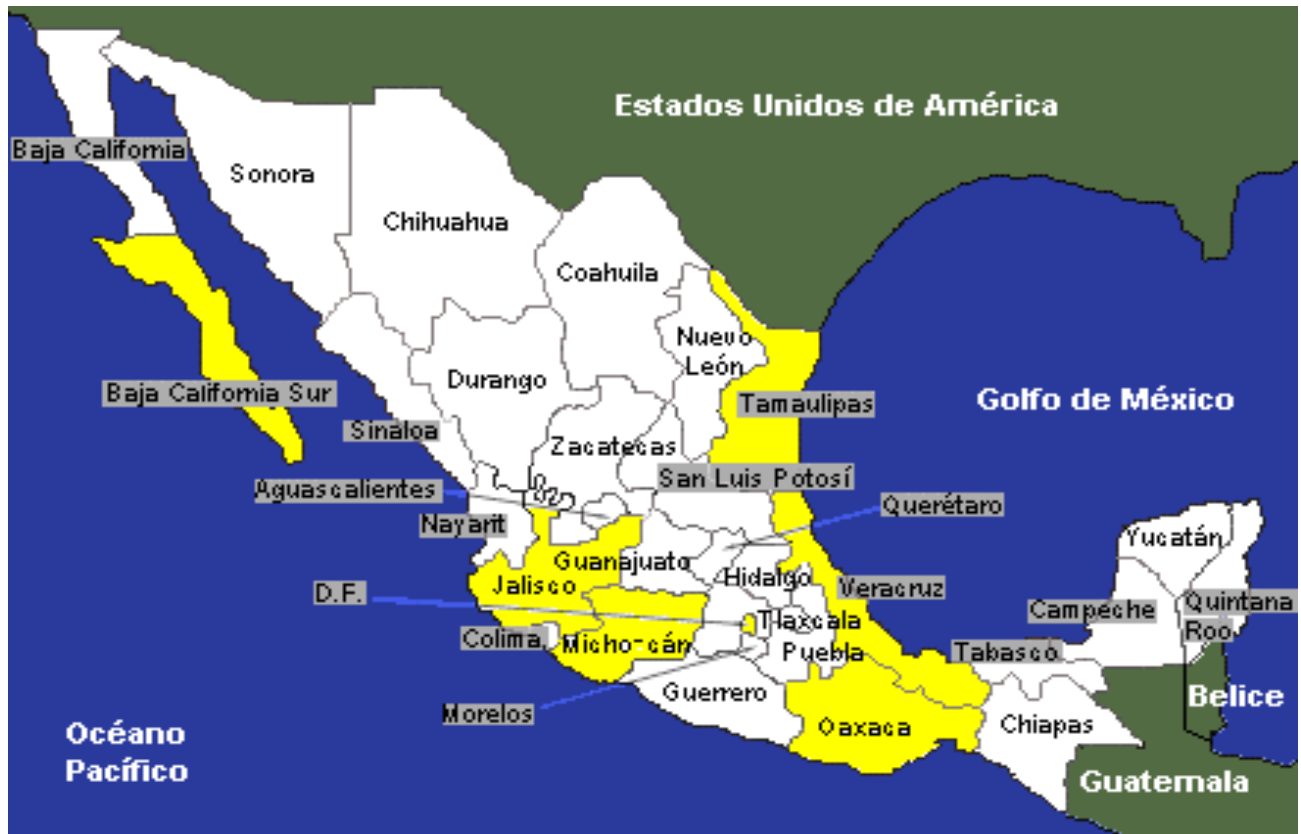 Estados Unidos de América
Baja California
Sonora
Chihuahua
Coahuila
Nuevo
León
Durango
Baja California Sur
Tamaulipas
Golfo de México
Sinaloa
Zacatecas
San Luis Potosí
Aguascalientes
Querétaro
Nayarit
Yucatán
Guanajuato
Hidalgo
Jalisco
Veracruz
D.F.
Quintana
Roo
Campeche
Tlaxcala
Colima
Michoacán
Puebla
Tabasco
Guerrero
Belice
Morelos
Oaxaca
Chiapas
Océano
Pacífico
Guatemala